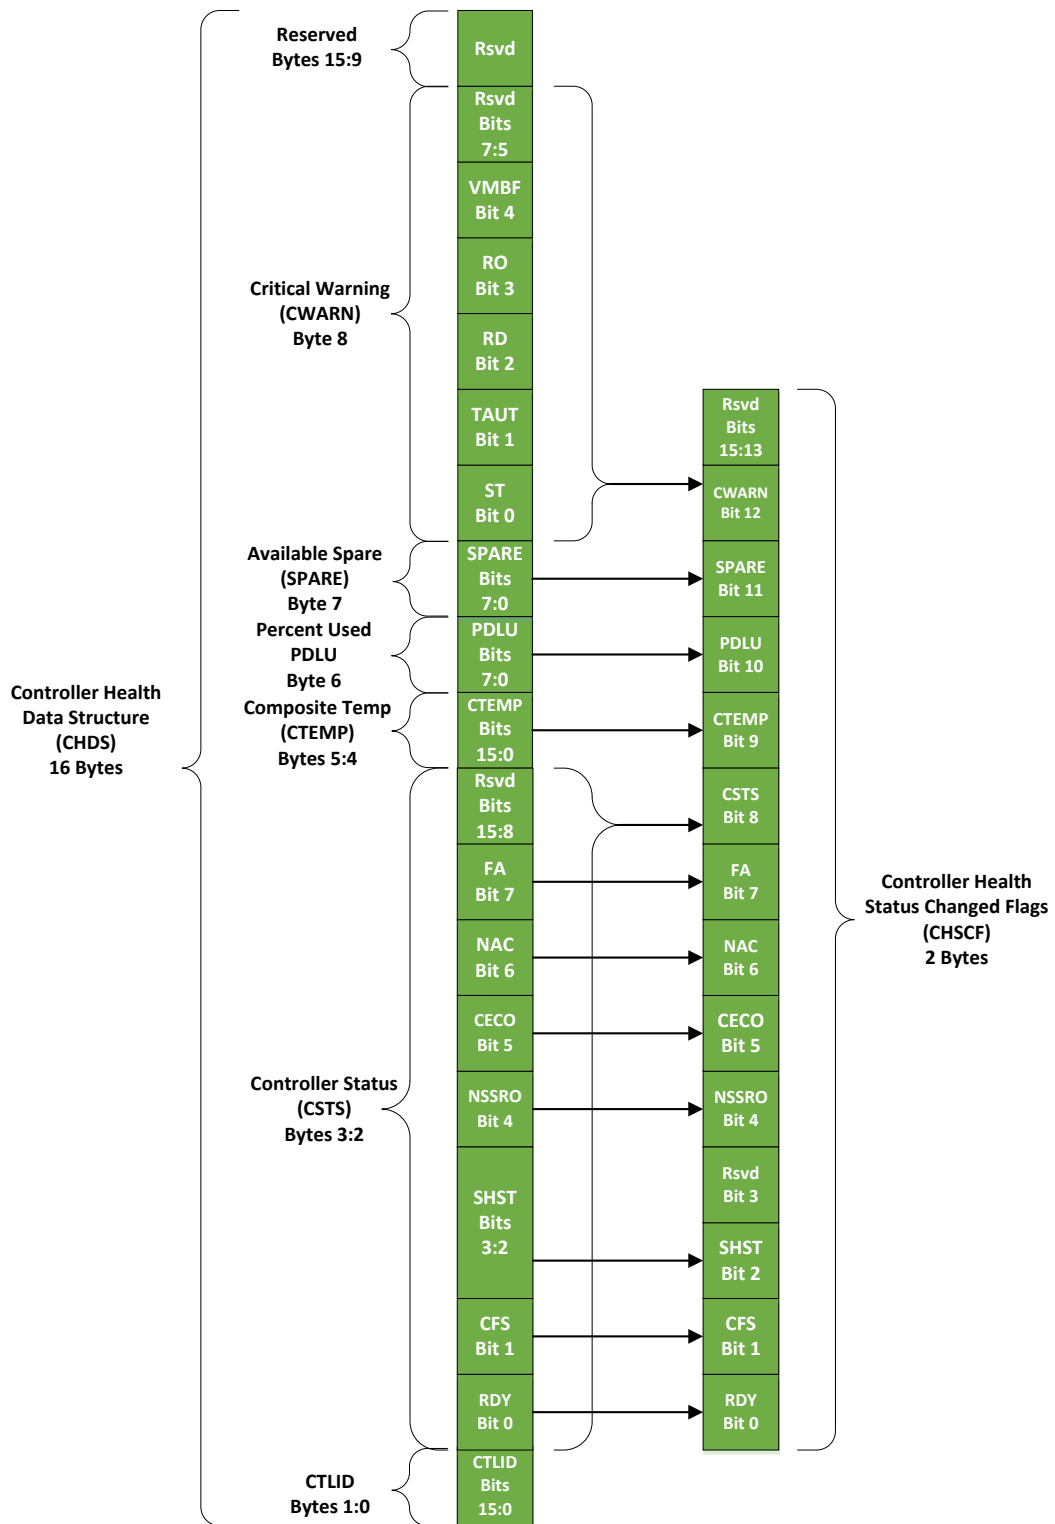 Reserved
Bytes 15:9
Rsvd
Rsvd
Bits
7:5
VMBF
Bit 4
RO
Bit 3
Critical Warning
(CWARN)
Byte 8
RD
Bit 2
TAUT
Bit 1
ST
Bit 0
Available Spare
(SPARE)
Byte 7
SPARE
Bits
7:0
Percent Used
PDLU
Byte 6
PDLU
Bits
7:0
Controller Health
Data Structure
(CHDS)
16 Bytes
Composite Temp
(CTEMP)
Bytes 5:4
CTEMP
Bits
15:0
Rsvd
Bits
15:8
FA
Bit 7
NAC
Bit 6
CECO
Bit 5
Controller Status
(CSTS)
Bytes 3:2
NSSRO
Bit 4
SHST
Bits
3:2
CFS
Bit 1
RDY
Bit 0
CTLID
Bytes 1:0
CTLID
Bits
15:0
Rsvd
Bits
15:13
CWARN
Bit 12
SPARE
Bit 11
PDLU
Bit 10
CTEMP
Bit 9
CSTS
Bit 8
FA
Bit 7
NAC
Bit 6
CECO
Bit 5
NSSRO
Bit 4
Rsvd
Bit 3
SHST
Bit 2
CFS
Bit 1
RDY
Bit 0
Controller Health
Status Changed Flags
(CHSCF)
2 Bytes